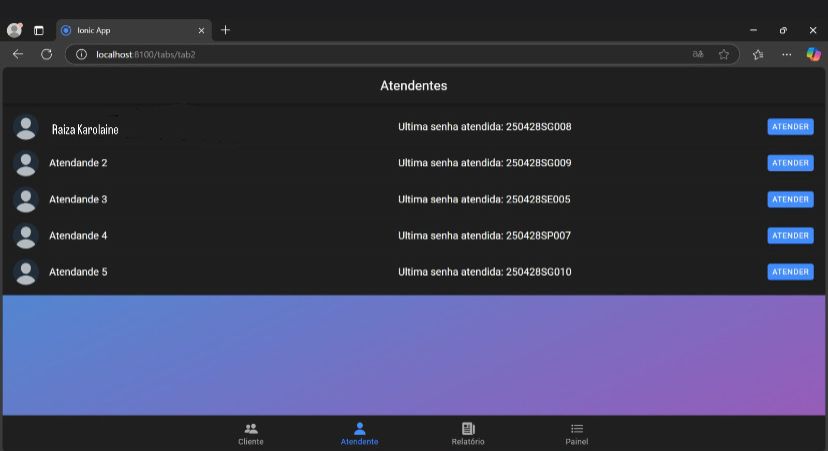 Ionic App
localhost:8100/tabs/tab2
Atendentes
Raiza Karolaine Ultima senha atendida: 250428SG008 ATENDER
Atendande 2 Ultima senha atendida: 250428SG009 ATENDER
Atendande 3 Ultima senha atendida: 250428SE005 ATENDER
Atendande 4 Ultima senha atendida: 250428SP007 ATENDER
Atendande 5 Ultima senha atendida: 250428SG010 ATENDER
Cliente Atendente Relatório Painel